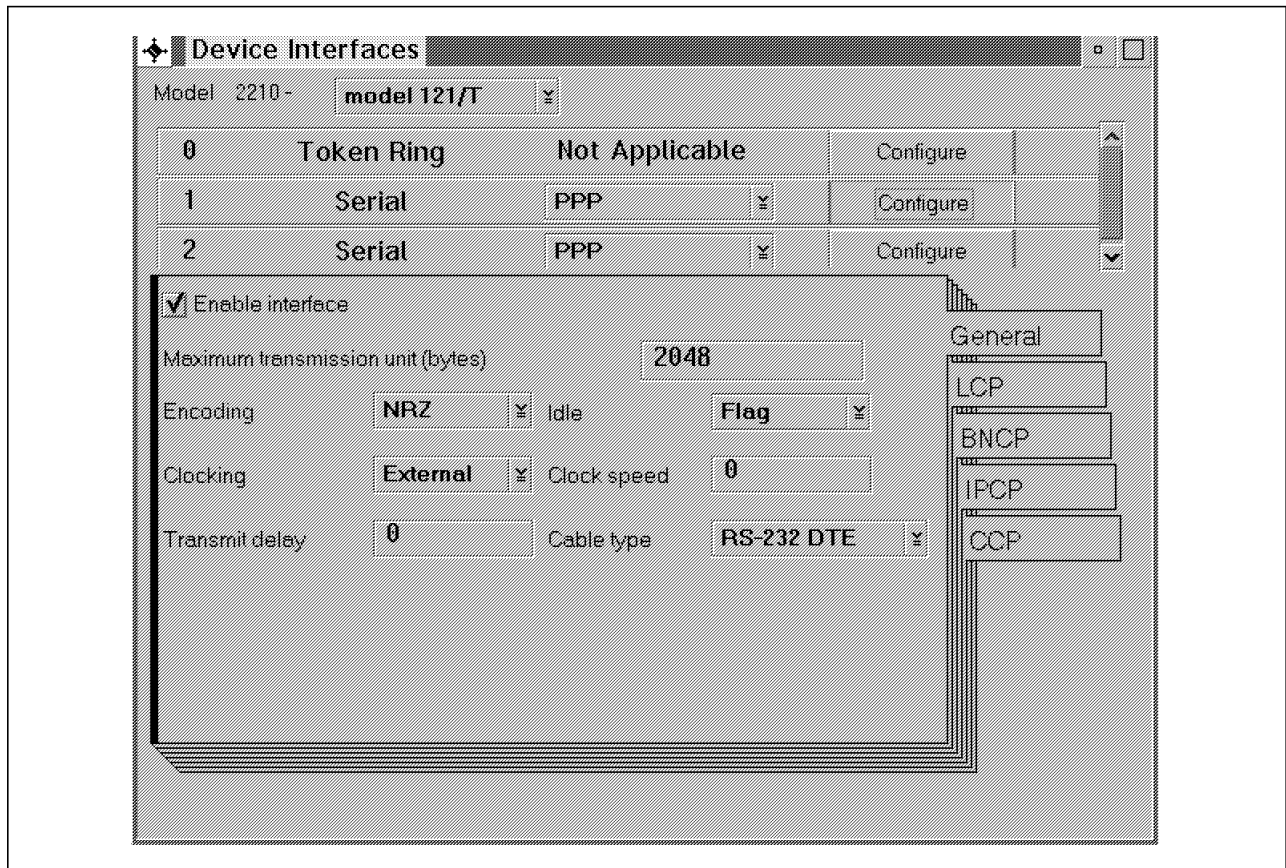 Device Interfaces
Model 2210- model 121/T
0 Token Ring Not Applicable Configure
1 Serial PPP Configure
2 Serial PPP Configure
Enable interface
General
Maximum transmission unit (bytes) 2048
LCP
Encoding NRZ Idle Flag
BNCP
Clocking External Clock speed 0
IPCP
Transmit delay 0 Cable type RS-232 DTE
CCP